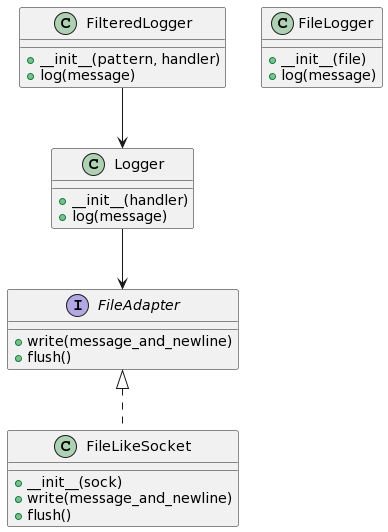 C FilteredLogger
__init__(pattern, handler)
log(message)
C FileLogger
__init__(file)
log(message)
C Logger
__init__(handler)
log(message)
I FileAdapter
write(message_and_newline)
flush()
C FileLikeSocket
__init__(sock)
write(message_and_newline)
flush()